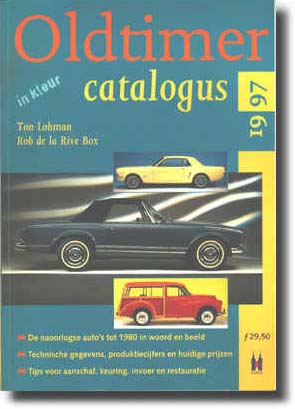 Oldtimer
in kleur
catalogus
1997
Ton Lohman
Rob de la Rive Box
De naoorlogse auto's tot 1980 in woord en beeld
ƒ 29,50
Technische gegevens, produktiecijfers en huidige prijzen
Tips voor aanschaf, keuring, invoer en restauratie